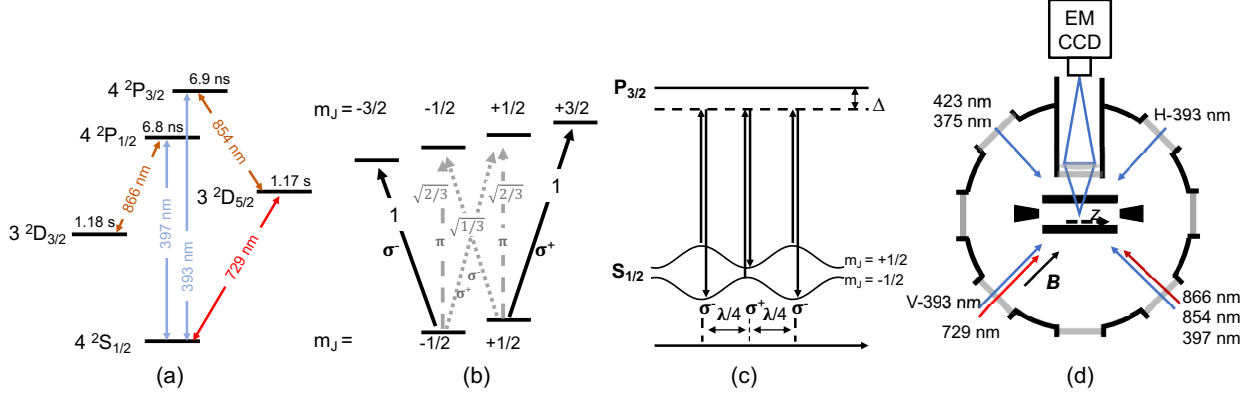 4 ²P₃/₂
6.9 ns
4 ²P₁/₂
6.8 ns
854 nm
866 nm
1.17 s
3 ²D₅/₂
1.18 s
3 ²D₃/₂
397 nm
393 nm
729 nm
4 ²S₁/₂
(a)
m_J = -3/2 -1/2 +1/2 +3/2
√2/3 √2/3
√1/3
1 1
σ⁻ π π σ⁺
σ⁻
σ⁺
m_J = -1/2 +1/2
(b)
P₃/₂
Δ
S₁/₂
m_J = +1/2
m_J = -1/2
σ⁻ λ/4 σ⁺ λ/4 σ⁻
(c)
EM
CCD
423 nm
375 nm
H-393 nm
z
B
V-393 nm
729 nm
866 nm
854 nm
397 nm
(d)